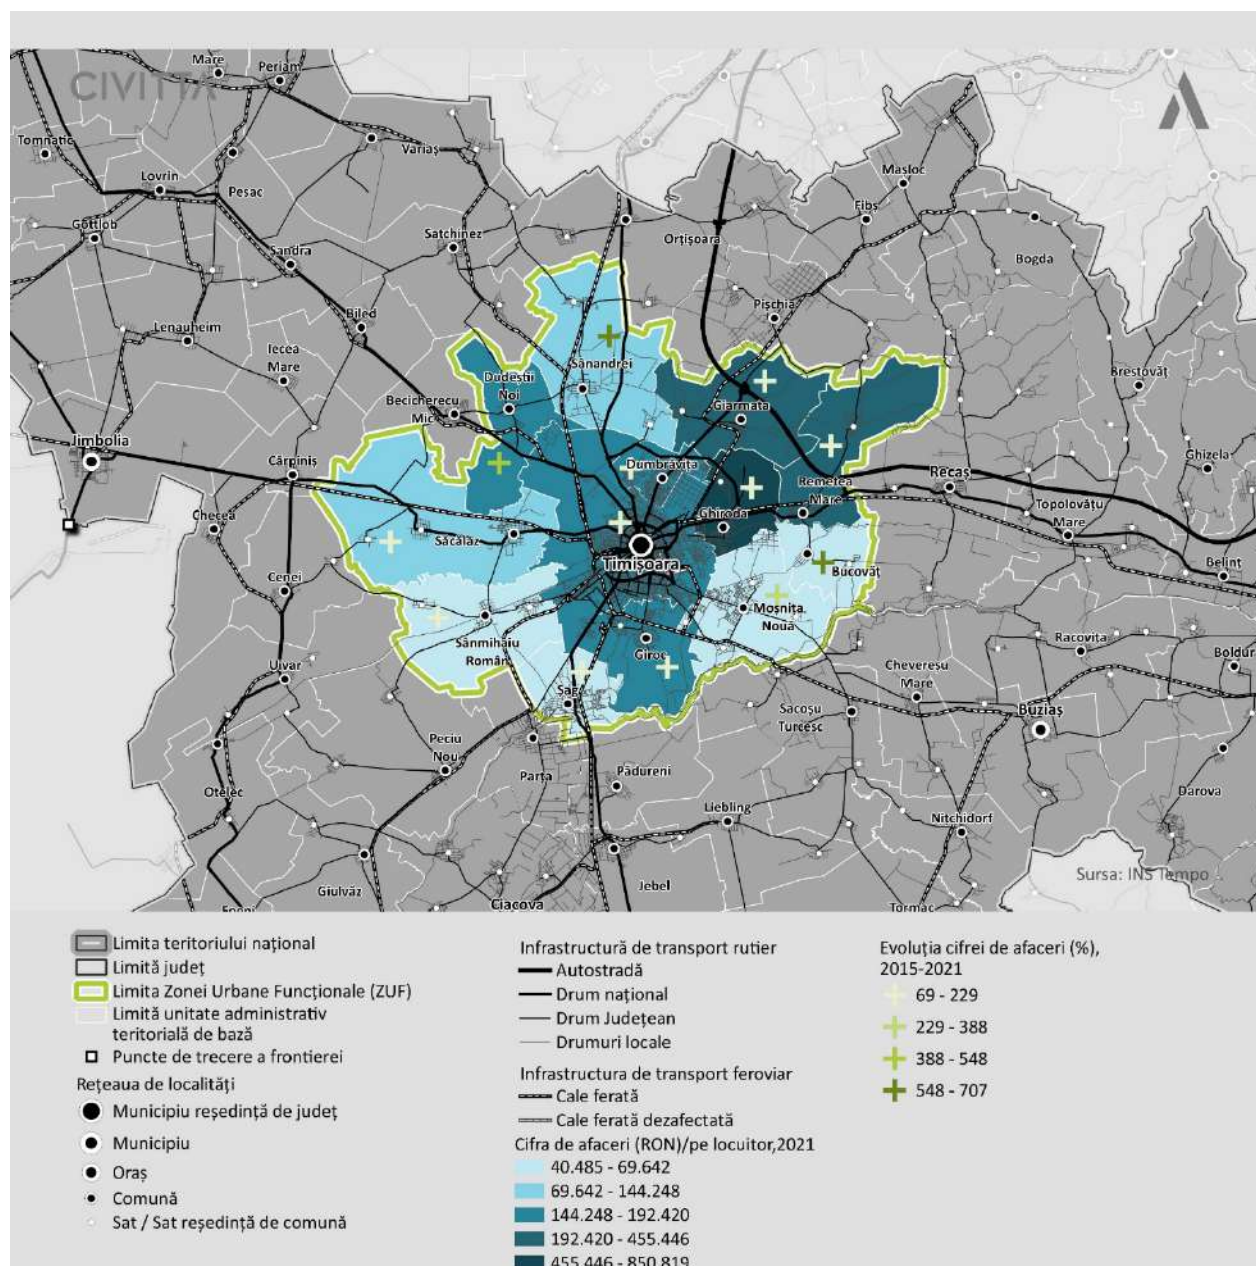 CIVITTA
Mare
Periam
Tomnatic
Variaș
Lovrin
Pesac
Masloc
Fibiș
Gottlob
Satchinez
Orțișoara
Sandra
Bogda
Pischia
Biled
Lenauheim
Iecea
Mare
Sânandrei
Dudeștii
Noi
Brestovăț
Becicherecu
Mic
Giarmata
Jimbolia
Cărpiniș
Dumbrăvița
Recaș
Ghizela
Remetea
Mare
Topolovățu
Mare
Checea
Ghiroda
Săcălaz
Timișoara
Belinț
Cenei
Bucovăț
Moșnița
Nouă
Sânmihaiu
Român
Giroc
Racovița
Boldur
Uivar
Cheveresu
Mare
Șag
Sacoșu
Turcesc
Buziaș
Peciu
Nou
Parța
Pădureni
Otelec
Darova
Liebling
Nițchidorf
Giulvăz
Jebel
Sursa: INS Tempo
Ciacova
Tormac
Limita teritoriului național
Limită județ
Limita Zonei Urbane Funcționale (ZUF)
Limită unitate administrativ
teritorială de bază
Puncte de trecere a frontierei
Rețeaua de localități
Municipiu reședință de județ
Municipiu
Oraș
Comună
Sat / Sat reședință de comună
Infrastructură de transport rutier
Autostradă
Drum național
Drum Județean
Drumuri locale
Infrastructura de transport feroviar
Cale ferată
Cale ferată dezafectată
Cifra de afaceri (RON)/pe locuitor,2021
40.485 - 69.642
69.642 - 144.248
144.248 - 192.420
192.420 - 455.446
455.446 - 850.819
Evoluția cifrei de afaceri (%),
2015-2021
69 - 229
229 - 388
388 - 548
548 - 707